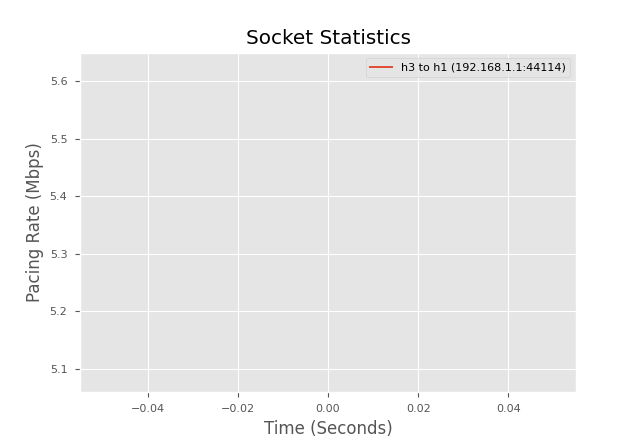 Socket Statistics
h3 to h1 (192.168.1.1:44114)
Pacing Rate (Mbps)
5.6
5.5
5.4
5.3
5.2
5.1
−0.04 −0.02 0.00 0.02 0.04
Time (Seconds)